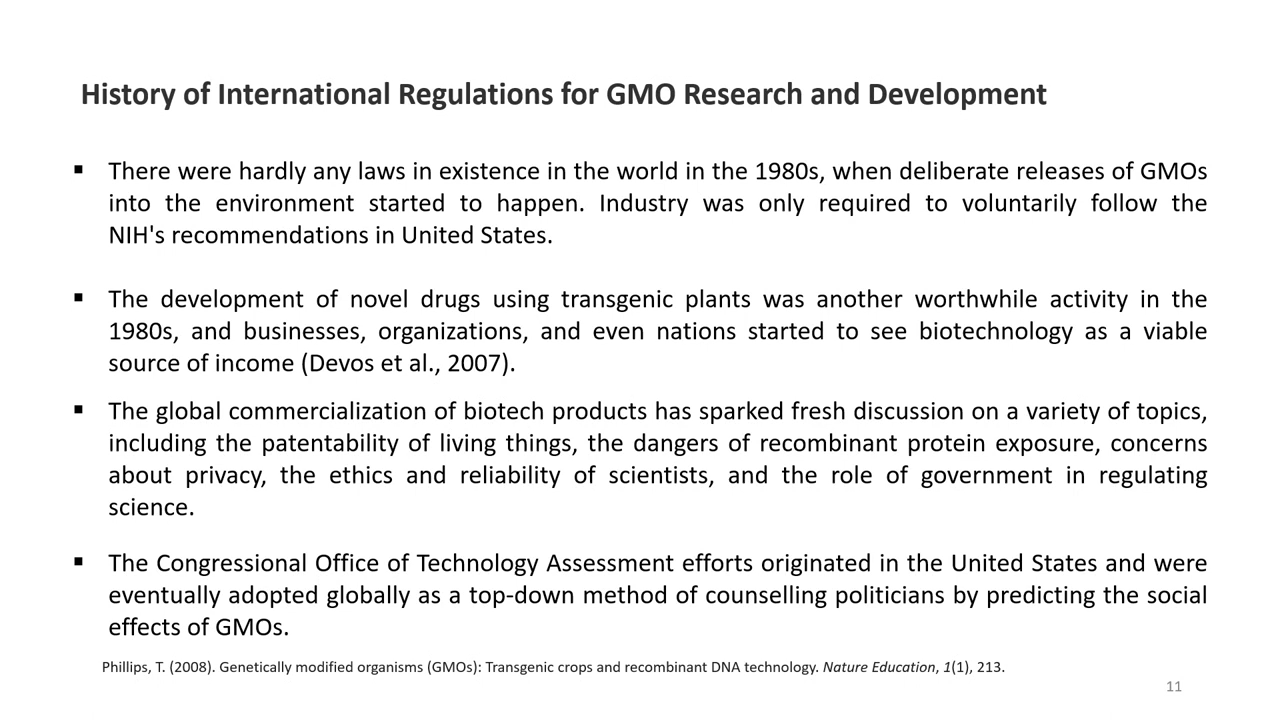 History of International Regulations for GMO Research and Development
▪ There were hardly any laws in existence in the world in the 1980s, when deliberate releases of GMOs
into the environment started to happen. Industry was only required to voluntarily follow the
NIH's recommendations in United States.
▪ The development of novel drugs using transgenic plants was another worthwhile activity in the
1980s, and businesses, organizations, and even nations started to see biotechnology as a viable
source of income (Devos et al., 2007).
▪ The global commercialization of biotech products has sparked fresh discussion on a variety of topics,
including the patentability of living things, the dangers of recombinant protein exposure, concerns
about privacy, the ethics and reliability of scientists, and the role of government in regulating
science.
▪ The Congressional Office of Technology Assessment efforts originated in the United States and were
eventually adopted globally as a top-down method of counselling politicians by predicting the social
effects of GMOs.
Phillips, T. (2008). Genetically modified organisms (GMOs): Transgenic crops and recombinant DNA technology. Nature Education, 1(1), 213.
11